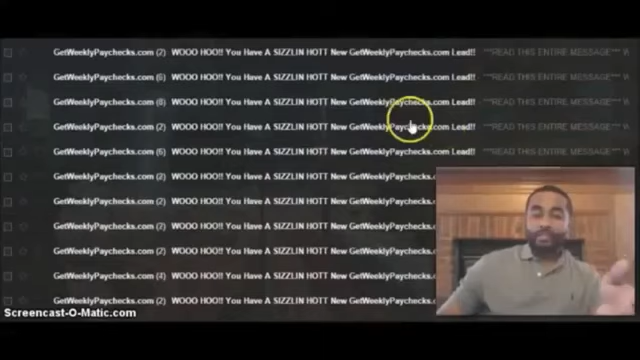 GetWeeklyPaychecks.com (2) WOOO HOO!! You Have A SIZZLIN HOTT New GetWeeklyPaychecks.com Lead!! ***READ THIS ENTIRE MESSAGE*** W
GetWeeklyPaychecks.com (6) WOOO HOO!! You Have A SIZZLIN HOTT New GetWeeklyPaychecks.com Lead!! ***READ THIS ENTIRE MESSAGE***
GetWeeklyPaychecks.com (8) WOOO HOO!! You Have A SIZZLIN HOTT New GetWeeklyPaychecks.com Lead!! ***READ THIS ENTIRE MESSAGE***
GetWeeklyPaychecks.com (2) WOOO HOO!! You Have A SIZZLIN HOTT New GetWeeklyPaychecks.com Lead!! ***READ THIS ENTIRE MESSAGE***
GetWeeklyPaychecks.com (6) WOOO HOO!! You Have A SIZZLIN HOTT New GetWeeklyPaychecks.com Lead!! ***READ THIS ENTIRE MESSAGE***
GetWeeklyPaychecks.com (2) WOOO HOO!! You Have A SIZZLIN HOTT New GetWeeklyPaychecks
GetWeeklyPaychecks.com (2) WOOO HOO!! You Have A SIZZLIN HOTT New GetWeeklyPaychecks
GetWeeklyPaychecks.com (2) WOOO HOO!! You Have A SIZZLIN HOTT New GetWeeklyPaychecks
GetWeeklyPaychecks.com (2) WOOO HOO!! You Have A SIZZLIN HOTT New GetWeeklyPaychecks
GetWeeklyPaychecks.com (4) WOOO HOO!! You Have A SIZZLIN HOTT New GetWeeklyPaychecks
GetWeeklyPaychecks.com (2) WOOO HOO!! You Have A SIZZLIN HOTT New GetWeeklyPaychecks
Screencast-O-Matic.com